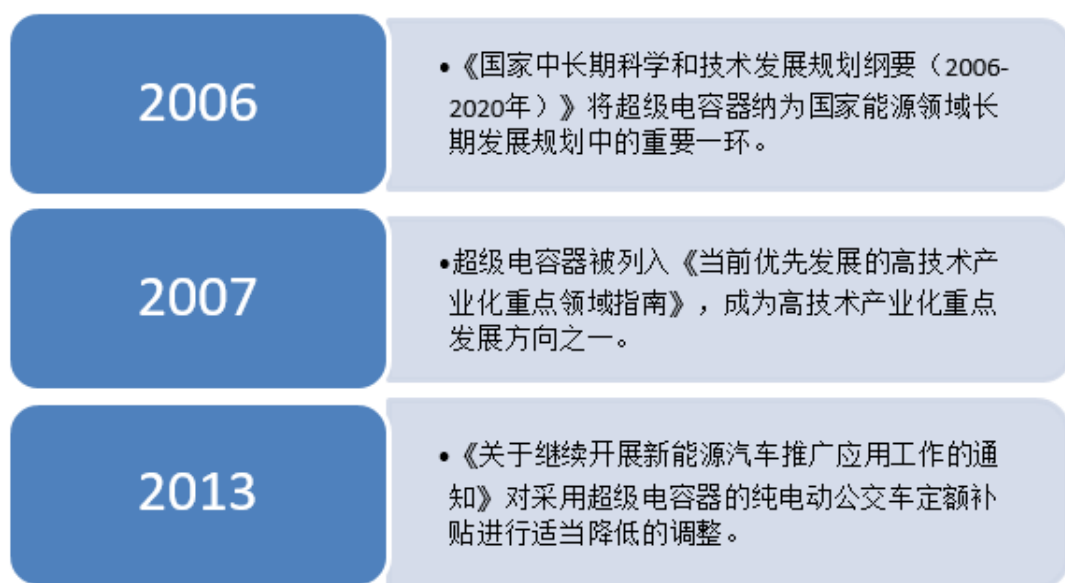 2006
•《国家中长期科学和技术发展规划纲要（2006-
2020年）》将超级电容器纳为国家能源领域长
期发展规划中的重要一环。
2007
•超级电容器被列入《当前优先发展的高技术产
业化重点领域指南》，成为高技术产业化重点
发展方向之一。
2013
•《关于继续开展新能源汽车推广应用工作的通
知》对采用超级电容器的纯电动公交车定额补
贴进行适当降低的调整。